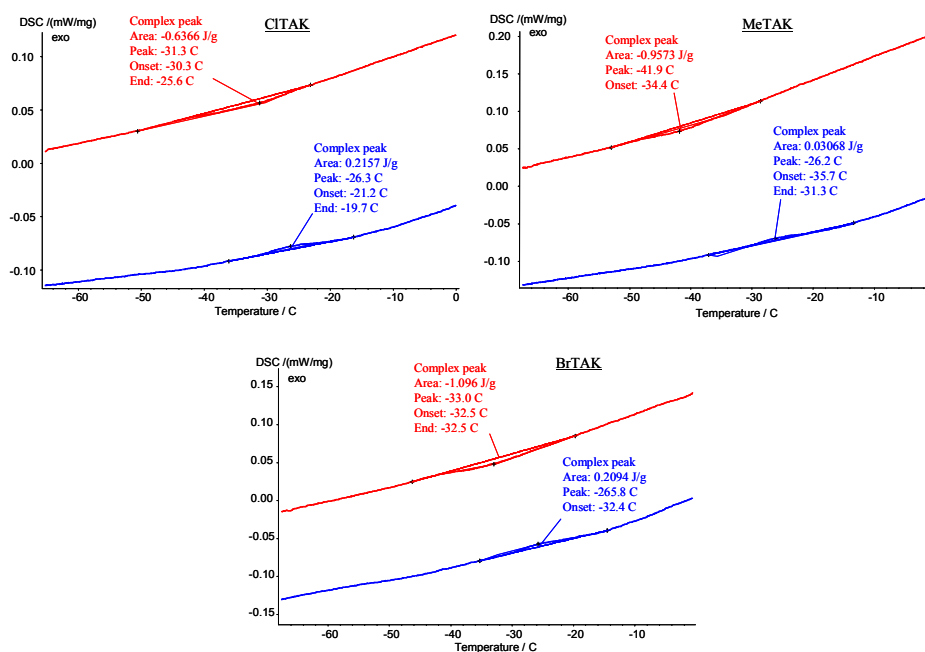 DSC /(mW/mg)
exo
ClTAK
Complex peak
Area: -0.6366 J/g
Peak: -31.3 C
Onset: -30.3 C
End: -25.6 C
Complex peak
Area: 0.2157 J/g
Peak: -26.3 C
Onset: -21.2 C
End: -19.7 C
0.10
0.05
0.00
-0.05
-0.10
-60 -50 -40 -30 -20 -10 0
Temperature / C
DSC /(mW/mg)
exo
MeTAK
Complex peak
Area: -0.9573 J/g
Peak: -41.9 C
Onset: -34.4 C
Complex peak
Area: 0.03068 J/g
Peak: -26.2 C
Onset: -35.7 C
End: -31.3 C
0.20
0.15
0.10
0.05
0.00
-0.05
-0.10
-60 -50 -40 -30 -20 -10
Temperature / C
DSC /(mW/mg)
exo
BrTAK
Complex peak
Area: -1.096 J/g
Peak: -33.0 C
Onset: -32.5 C
End: -32.5 C
Complex peak
Area: 0.2094 J/g
Peak: -265.8 C
Onset: -32.4 C
0.15
0.10
0.05
0.00
-0.05
-0.10
-0.15
-60 -50 -40 -30 -20 -10
Temperature / C